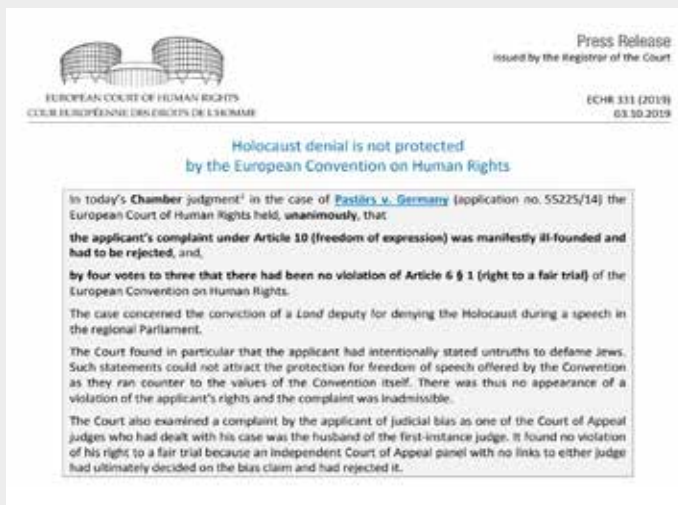 Press Release
issued by the Registrar of the Court
EUROPEAN COURT OF HUMAN RIGHTS
COUR EUROPÉENNE DES DROITS DE L'HOMME
ECHR 331 (2019)
03.10.2019
Holocaust denial is not protected
by the European Convention on Human Rights
In today's Chamber judgment¹ in the case of Pastörs v. Germany (application no. 55225/14) the
European Court of Human Rights held, unanimously, that
the applicant's complaint under Article 10 (freedom of expression) was manifestly ill-founded and
had to be rejected, and,
by four votes to three that there had been no violation of Article 6 § 1 (right to a fair trial) of the
European Convention on Human Rights.
The case concerned the conviction of a Land deputy for denying the Holocaust during a speech in
the regional Parliament.
The Court found in particular that the applicant had intentionally stated untruths to defame Jews.
Such statements could not attract the protection for freedom of speech offered by the Convention
as they ran counter to the values of the Convention itself. There was thus no appearance of a
violation of the applicant's rights and the complaint was inadmissible.
The Court also examined a complaint by the applicant of judicial bias as one of the Court of Appeal
judges who had dealt with his case was the husband of the first-instance judge. It found no violation
of his right to a fair trial because an independent Court of Appeal panel with no links to either judge
had ultimately decided on the bias claim and had rejected it.